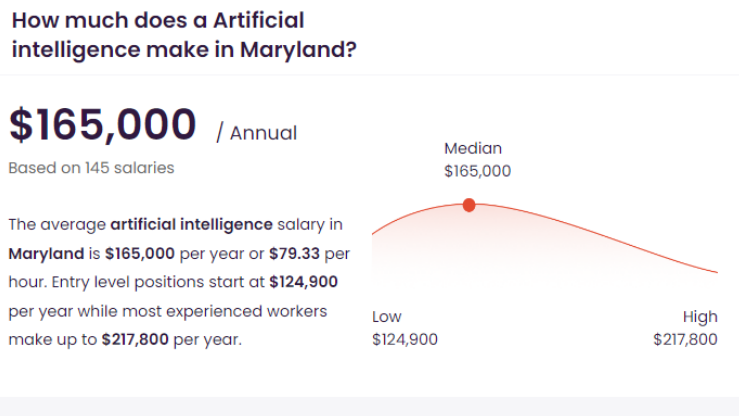 How much does a Artificial
intelligence make in Maryland?
$165,000 / Annual
Based on 145 salaries
The average artificial intelligence salary in
Maryland is $165,000 per year or $79.33 per
hour. Entry level positions start at $124,900
per year while most experienced workers
make up to $217,800 per year.
Median
$165,000
Low
$124,900
High
$217,800